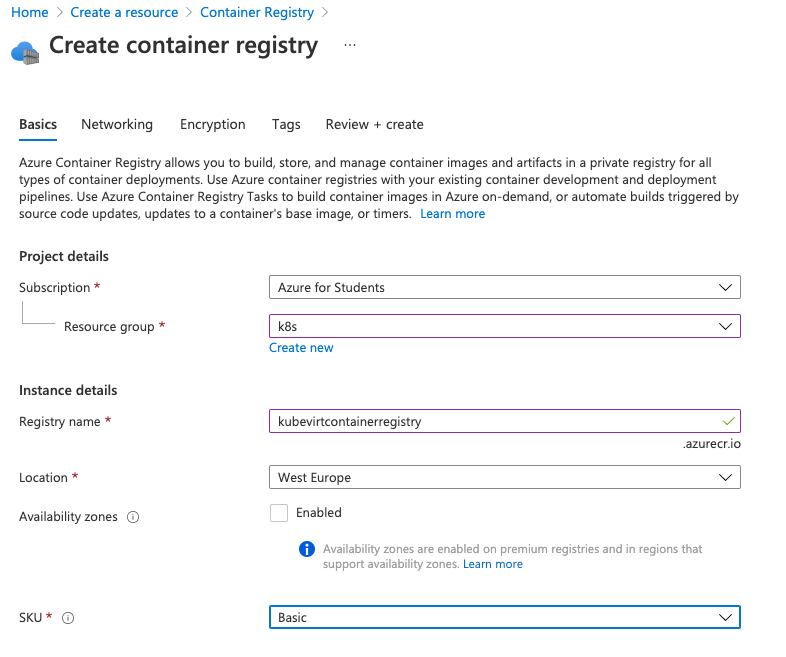 Home > Create a resource > Container Registry >
Create container registry ...
Basics Networking Encryption Tags Review + create
Azure Container Registry allows you to build, store, and manage container images and artifacts in a private registry for all
types of container deployments. Use Azure container registries with your existing container development and deployment
pipelines. Use Azure Container Registry Tasks to build container images in Azure on-demand, or automate builds triggered by
source code updates, updates to a container's base image, or timers. Learn more
Project details
Subscription * Azure for Students
Resource group * k8s
Create new
Instance details
Registry name * kubevirtcontainerregistry
.azurecr.io
Location * West Europe
Availability zones Enabled
Availability zones are enabled on premium registries and in regions that
support availability zones. Learn more
SKU * Basic